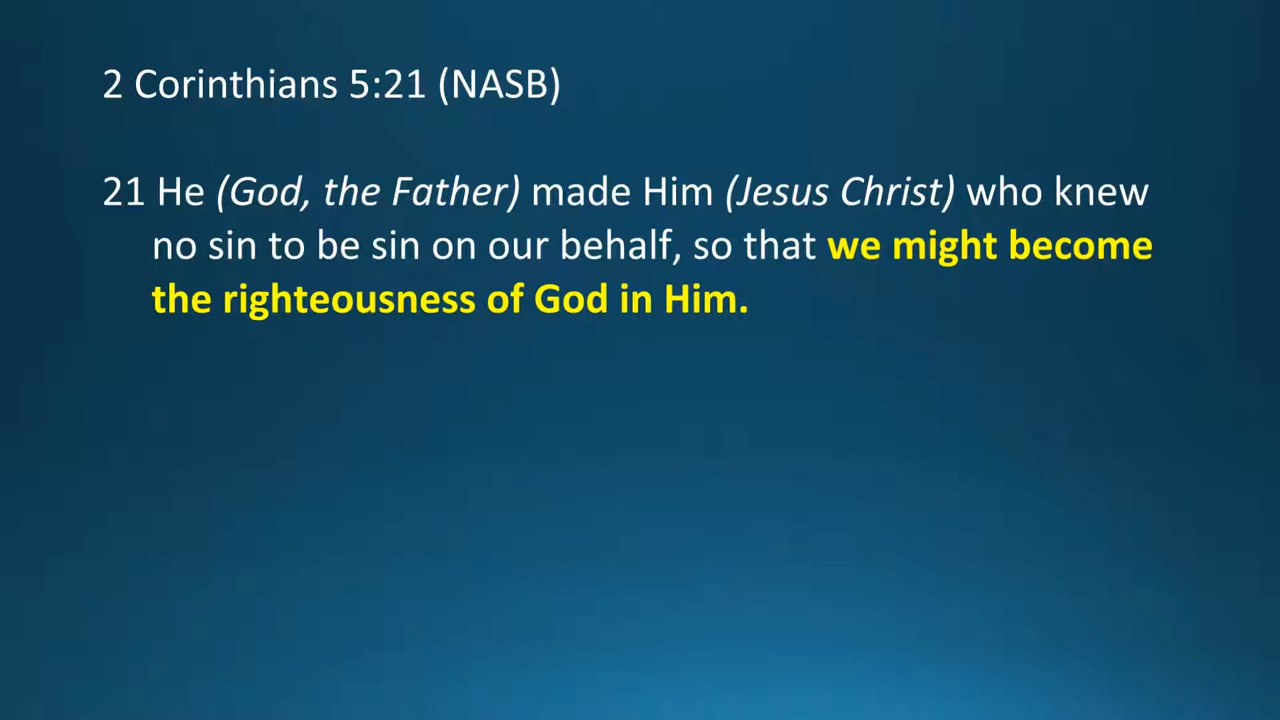 2 Corinthians 5:21 (NASB)
21 He (God, the Father) made Him (Jesus Christ) who knew
no sin to be sin on our behalf, so that we might become
the righteousness of God in Him.